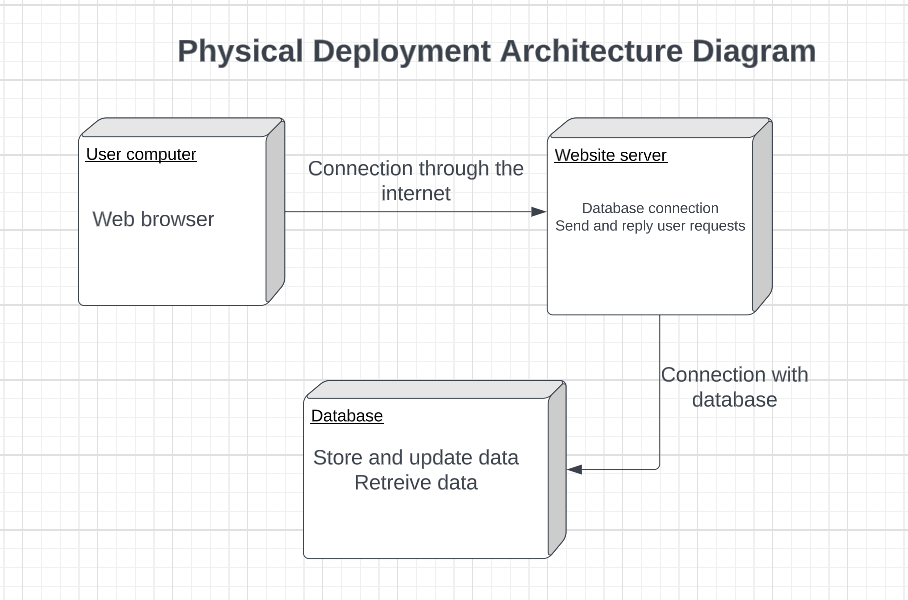 Physical Deployment Architecture Diagram
User computer
Web browser
Connection through the
internet
Website server
Database connection
Send and reply user requests
Connection with
database
Database
Store and update data
Retreive data